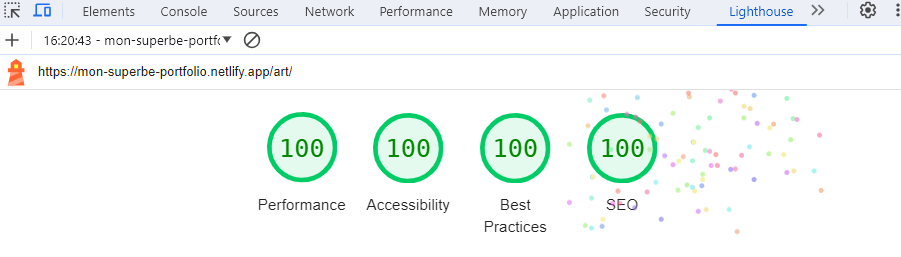 Elements Console Sources Network Performance Memory Application Security Lighthouse
16:20:43 - mon-superbe-portfo
https://mon-superbe-portfolio.netlify.app/art/
100 100 100 100
Performance Accessibility Best Practices SEO